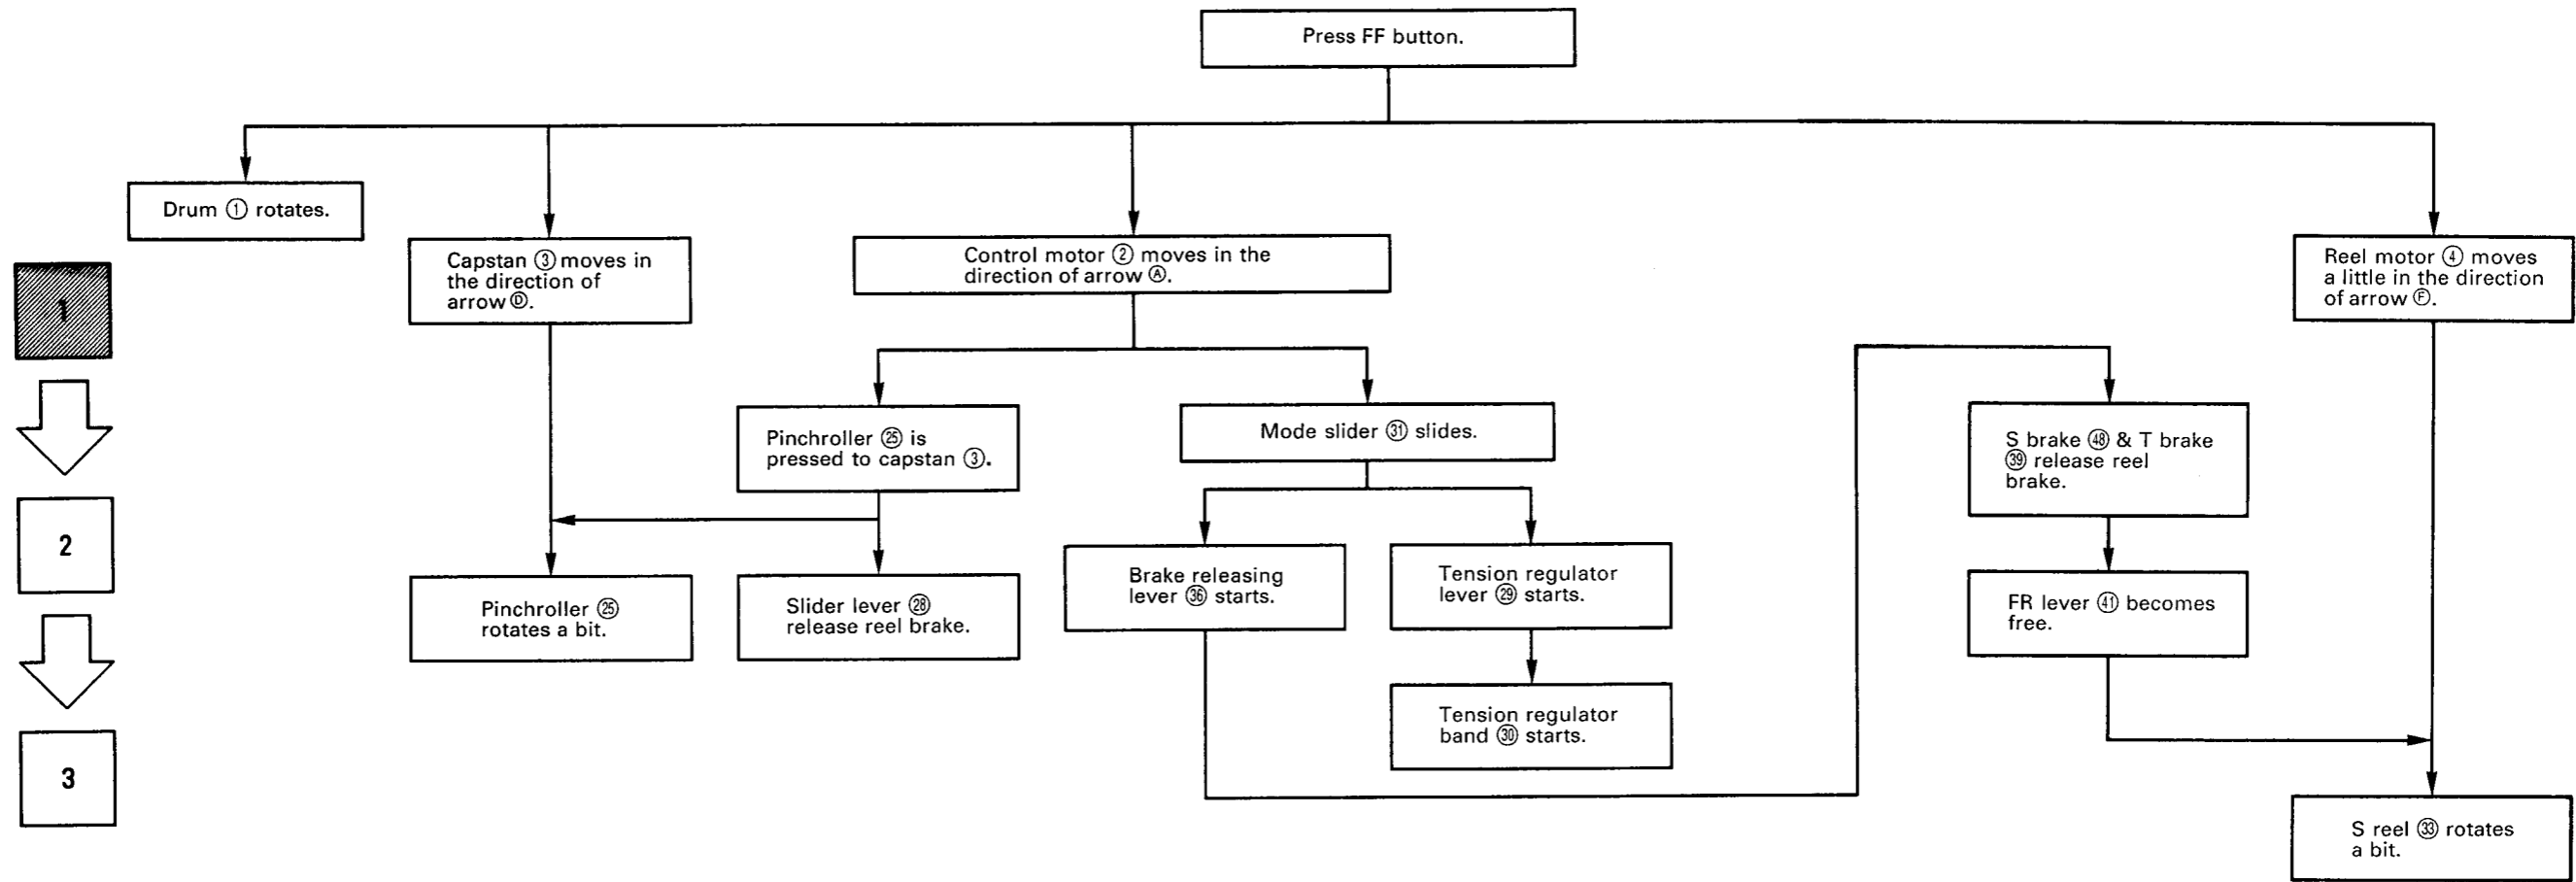 Press FF button.
Drum ① rotates.
Capstan ③ moves in
the direction of
arrow Ⓓ.
Control motor ② moves in the
direction of arrow Ⓐ.
Reel motor ④ moves
a little in the direction
of arrow Ⓕ.
1
Pinchroller ㉕ is
pressed to capstan ③.
Mode slider ㉛ slides.
S brake ㊽ & T brake
㊴ release reel
brake.
2
Pinchroller ㉕
rotates a bit.
Slider lever ㉘
release reel brake.
Brake releasing
lever ㊱ starts.
Tension regulator
lever ㉙ starts.
FR lever ㊶ becomes
free.
Tension regulator
band ㉚ starts.
3
S reel ㉝ rotates
a bit.